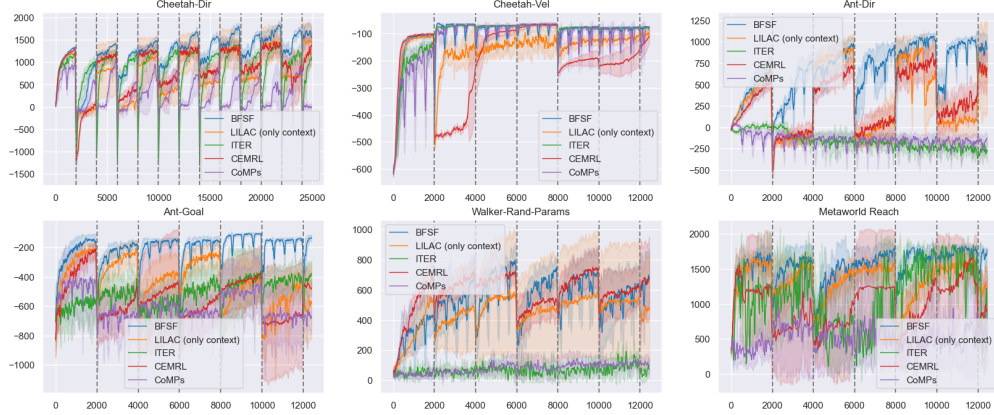 Cheetah-Dir
2000
1500
1000
500
0
500
1000
1500
BFSF
LILAC (only context)
ITER
CEMRL
CoMPs
0
5000
10000
15000
20000
25000
Cheetah-Vel
−100
−200
−300
−400
−500
−600
BFSF
LILAC (only context)
ITER
CEMRL
CoMPs
0
2000
4000
6000
8000
10000
12000
Ant-Dir
1250
1000
750
500
250
0
−250
−500
BFSF
LILAC (only context)
ITER
CEMRL
CoMPs
0
2000
4000
6000
8000
10000
12000
Ant-Goal
−200
−400
−600
−800
−1000
BFSF
LILAC (only context)
ITER
CEMRL
CoMPs
0
2000
4000
6000
8000
10000
12000
Walker-Rand-Params
1000
800
600
400
200
0
BFSF
LILAC (only context)
ITER
CEMRL
CoMPs
0
2000
4000
6000
8000
10000
12000
Metaworld Reach
2000
1500
1000
500
0
BFSF
LILAC (only context)
ITER
CEMRL
CoMPs
0
2000
4000
6000
8000
10000
12000